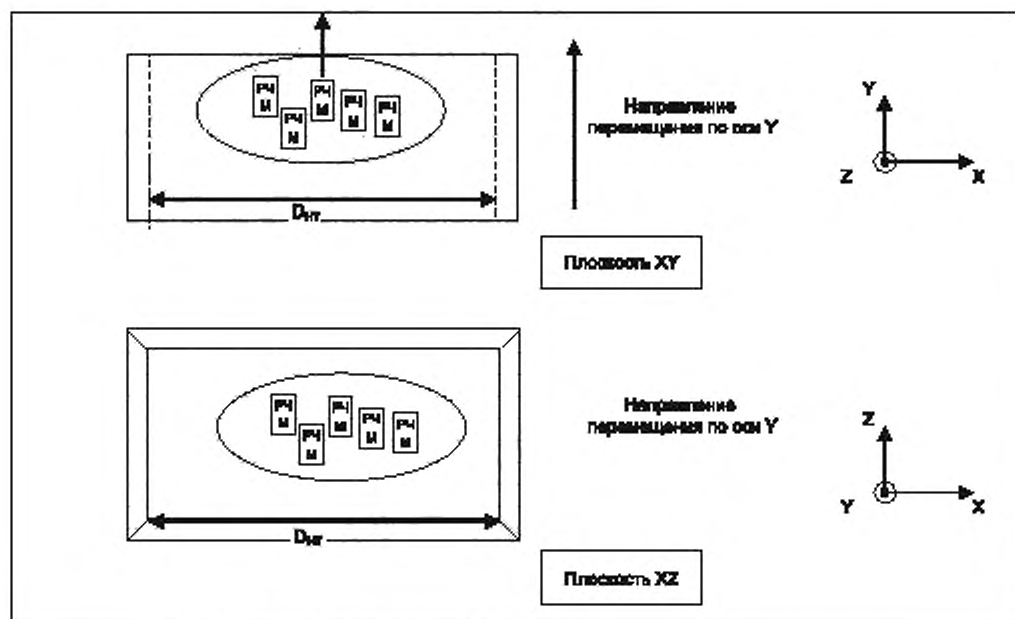 РЧ
М
РЧ
М
РЧ
М
РЧ
М
РЧ
М
D
Направление
перемещения по оси Y
Y
Z
X
Плоскость XY
РЧ
М
РЧ
М
РЧ
М
РЧ
М
РЧ
М
D
Направление
перемещения по оси Y
Z
Y
X
Плоскость XZ